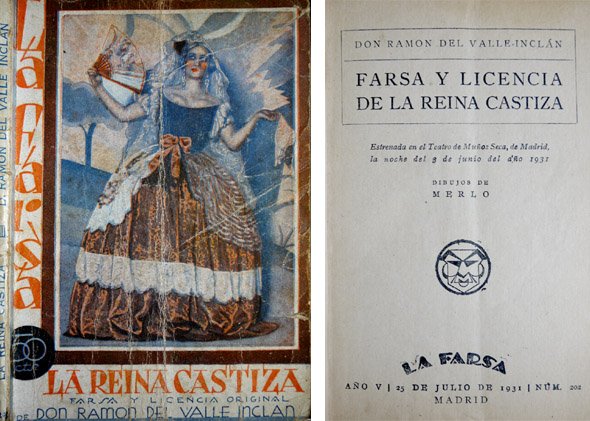 LA REINA CASTIZA
D. RAMON DEL VALLE INCLÁN
La Farsa
50
LA REINA CASTIZA
FARSA Y LICENCIA ORIGINAL
DE DON RAMON DEL VALLE INCLAN
DON RAMON DEL VALLE-INCLÁN
FARSA Y LICENCIA
DE LA REINA CASTIZA
Estrenada en el Teatro de Muñoz Seca, de Madrid,
la noche del 3 de junio del año 1931
DIBUJOS DE
MERLO
LA FARSA
AÑO V | 25 DE JULIO DE 1931 | NÚM. 202
MADRID